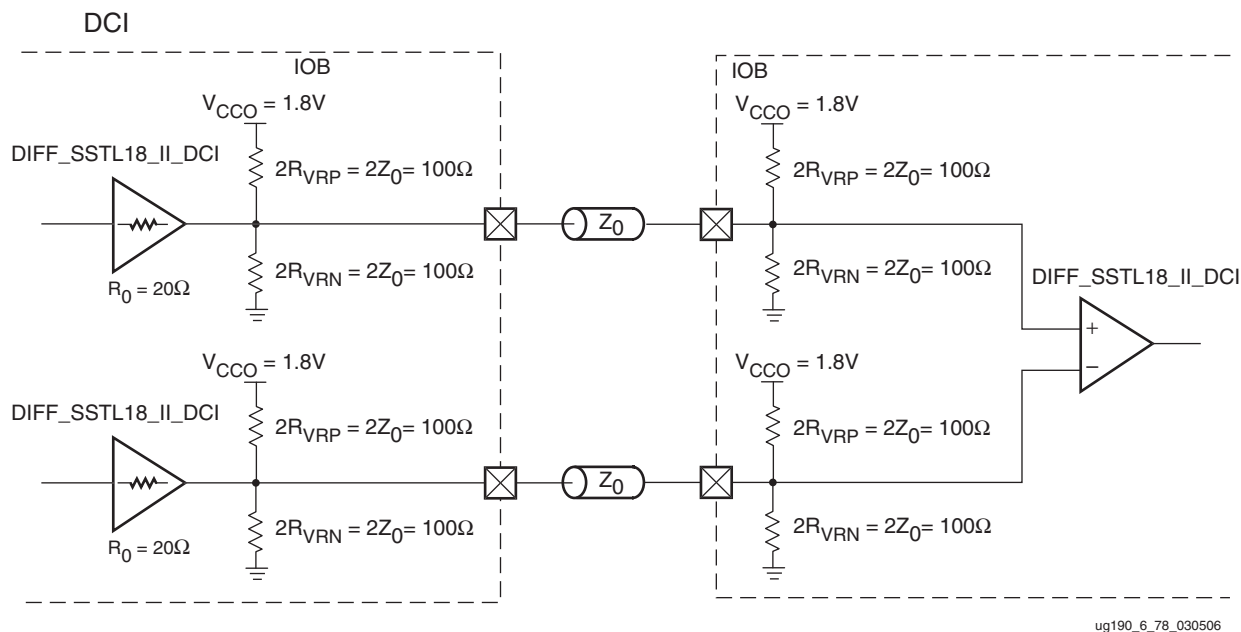 DCI
IOB
V_CCO = 1.8V
DIFF_SSTL18_II_DCI
2R_VRP = 2Z_0= 100Ω
2R_VRN = 2Z_0= 100Ω
R_0 = 20Ω
V_CCO = 1.8V
DIFF_SSTL18_II_DCI
2R_VRP = 2Z_0= 100Ω
2R_VRN = 2Z_0= 100Ω
R_0 = 20Ω
Z_0
Z_0
IOB
V_CCO = 1.8V
2R_VRP = 2Z_0= 100Ω
2R_VRN = 2Z_0= 100Ω
DIFF_SSTL18_II_DCI
+
−
V_CCO = 1.8V
2R_VRP = 2Z_0= 100Ω
2R_VRN = 2Z_0= 100Ω
ug190_6_78_030506